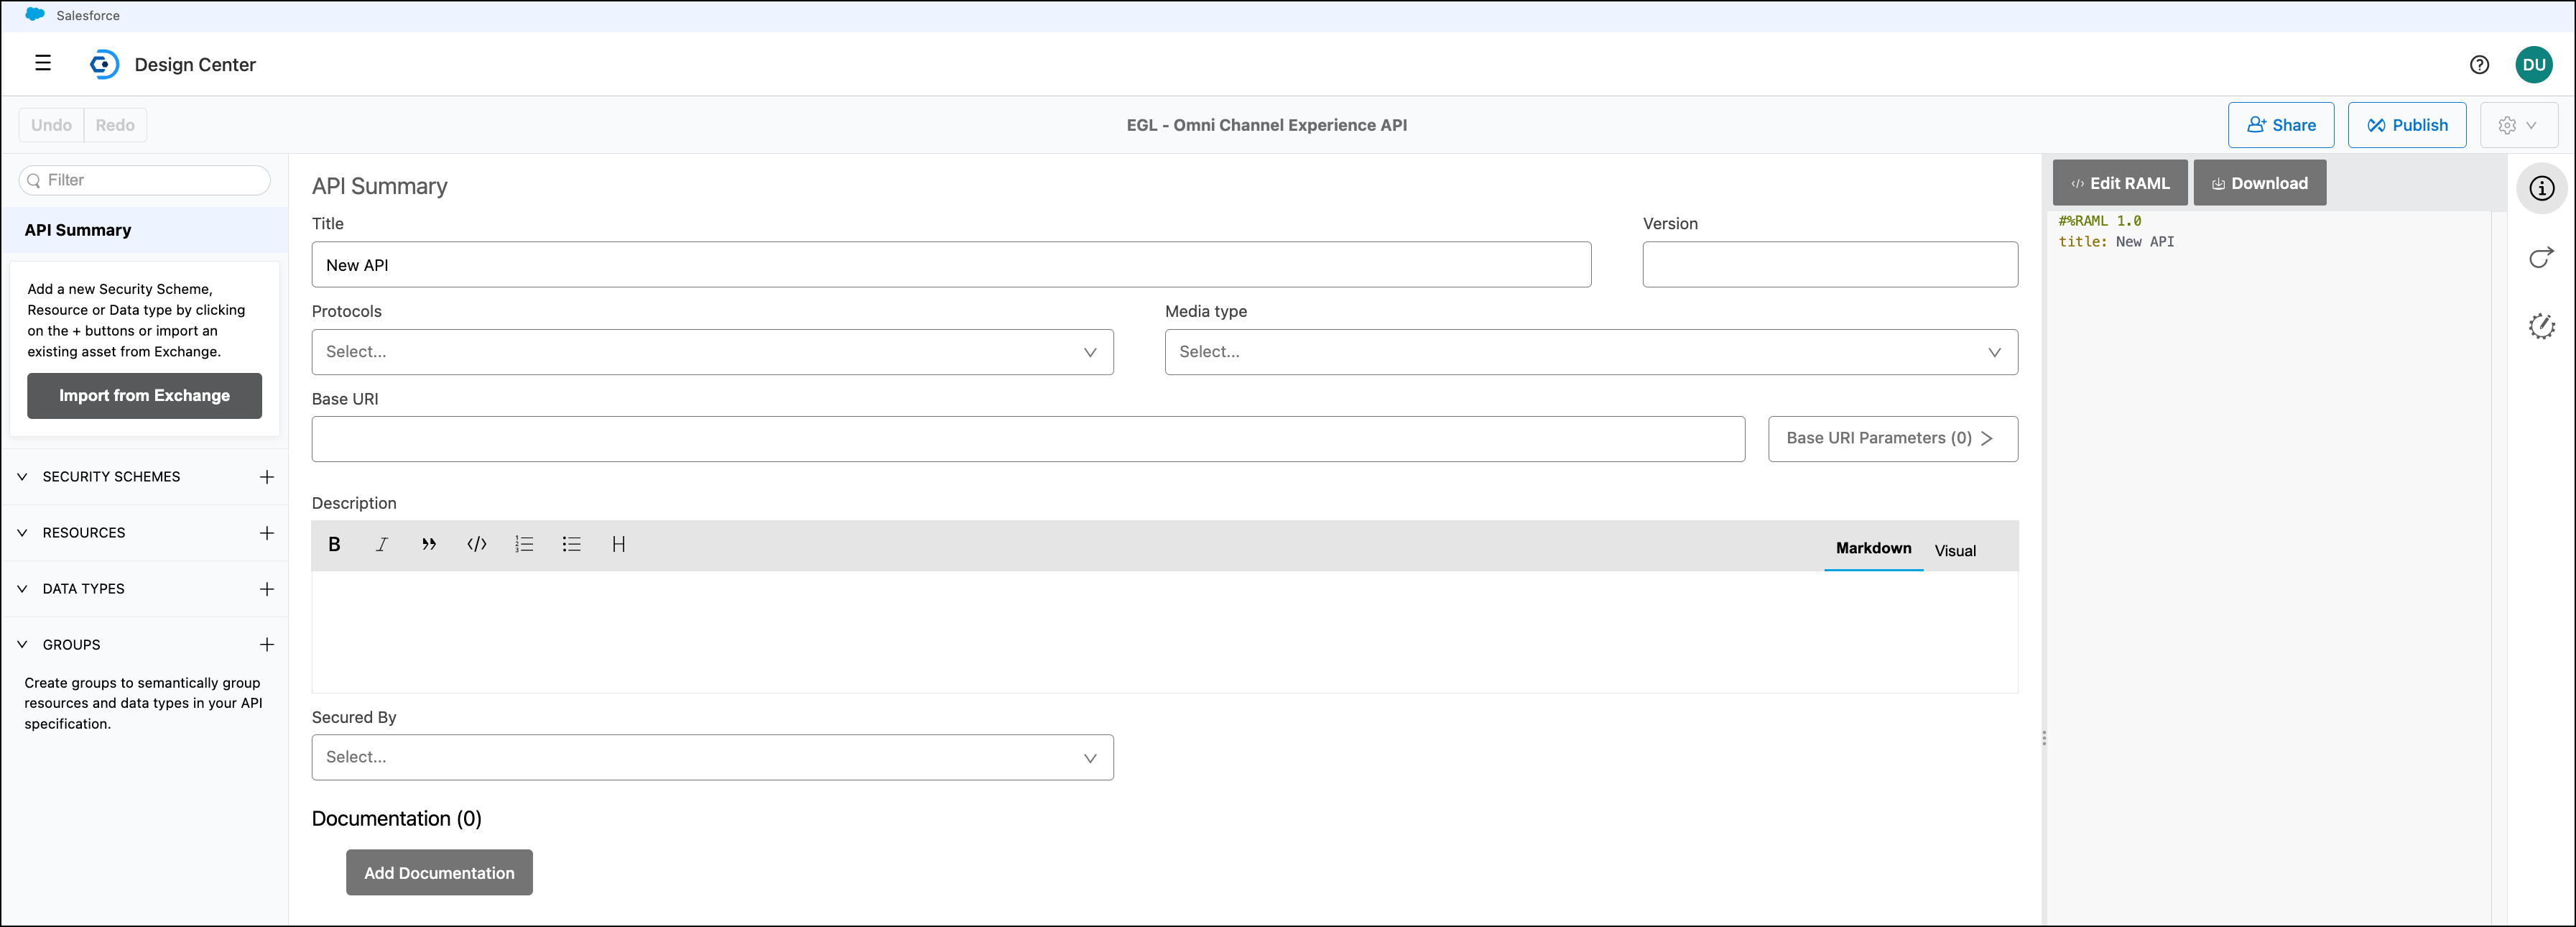 Salesforce
Design Center
DU
Undo
Redo
EGL - Omni Channel Experience API
Share
Publish
Filter
API Summary
Add a new Security Scheme,
Resource or Data type by clicking
on the + buttons or import an
existing asset from Exchange.
Import from Exchange
SECURITY SCHEMES
RESOURCES
DATA TYPES
GROUPS
Create groups to semantically group
resources and data types in your API
specification.
API Summary
Title
Version
New API
Protocols
Media type
Select...
Select...
Base URI
Base URI Parameters (0)
Description
B I H
Markdown
Visual
Secured By
Select...
Documentation (0)
Add Documentation
Edit RAML
Download
#%RAML 1.0
title: New API